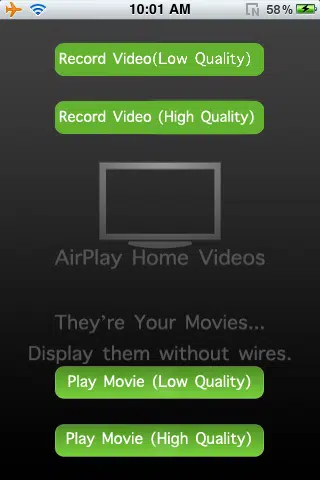 10:01 AM
58%
Record Video(Low Quality)
Record Video (High Quality)
AirPlay Home Videos
They're Your Movies...
Display them without wires.
Play Movie (Low Quality)
Play Movie (High Quality)